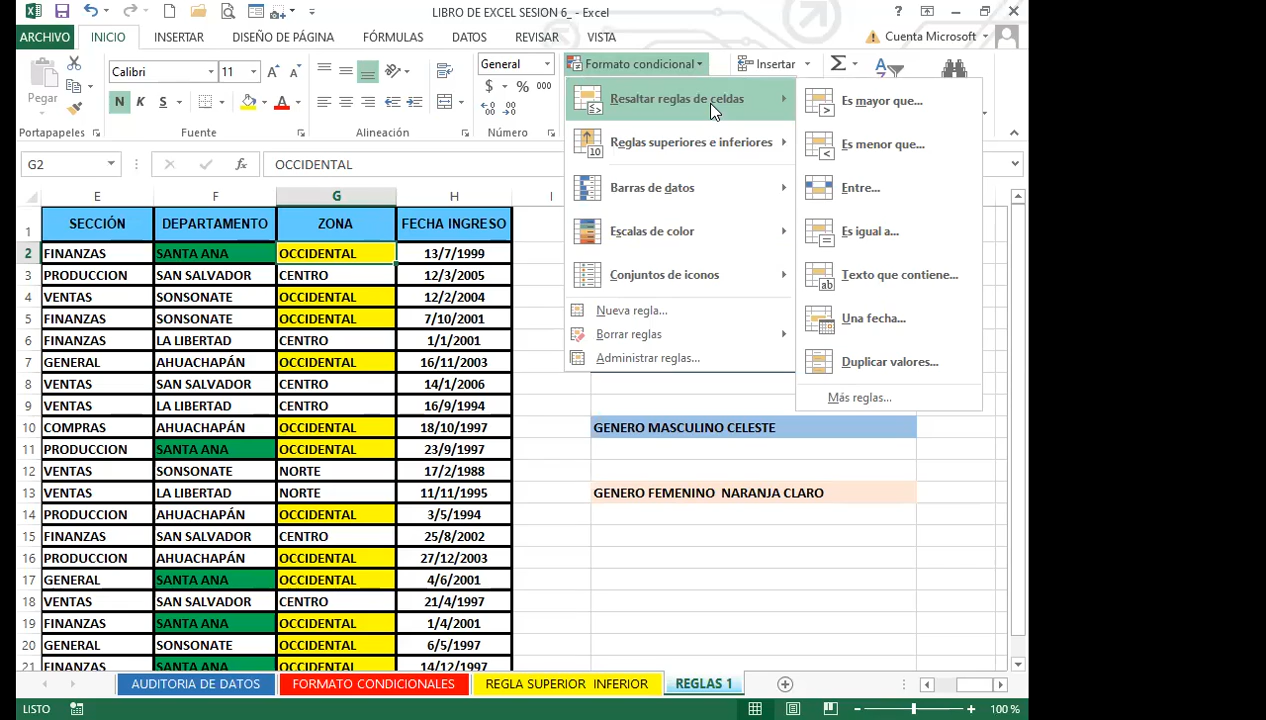 LIBRO DE EXCEL SESION 6_ - Excel
ARCHIVO INICIO INSERTAR DISEÑO DE PÁGINA FÓRMULAS DATOS REVISAR VISTA Cuenta Microsoft
Pegar
Calibri 11
N K S
General
$ % 000
Formato condicional
Insertar
Portapapeles Fuente Alineación Número
Resaltar reglas de celdas
Reglas superiores e inferiores
Barras de datos
Escalas de color
Conjuntos de iconos
Nueva regla...
Borrar reglas
Administrar reglas...
Es mayor que...
Es menor que...
Entre...
Es igual a...
Texto que contiene...
Una fecha...
Duplicar valores...
Más reglas...
G2 fx OCCIDENTAL
E F G H I
1 SECCIÓN DEPARTAMENTO ZONA FECHA INGRESO
2 FINANZAS SANTA ANA OCCIDENTAL 13/7/1999
3 PRODUCCION SAN SALVADOR CENTRO 12/3/2005
4 VENTAS SONSONATE OCCIDENTAL 12/2/2004
5 FINANZAS SONSONATE OCCIDENTAL 7/10/2001
6 FINANZAS LA LIBERTAD CENTRO 1/1/2001
7 GENERAL AHUACHAPÁN OCCIDENTAL 16/11/2003
8 VENTAS SAN SALVADOR CENTRO 14/1/2006
9 VENTAS LA LIBERTAD CENTRO 16/9/1994
10 COMPRAS AHUACHAPÁN OCCIDENTAL 18/10/1997 GENERO MASCULINO CELESTE
11 PRODUCCION SANTA ANA OCCIDENTAL 23/9/1997
12 VENTAS SONSONATE NORTE 17/2/1988
13 VENTAS LA LIBERTAD NORTE 11/11/1995 GENERO FEMENINO NARANJA CLARO
14 PRODUCCION AHUACHAPÁN OCCIDENTAL 3/5/1994
15 FINANZAS SAN SALVADOR CENTRO 25/8/2002
16 PRODUCCION AHUACHAPÁN OCCIDENTAL 27/12/2003
17 GENERAL SANTA ANA OCCIDENTAL 4/6/2001
18 VENTAS SAN SALVADOR CENTRO 21/4/1997
19 FINANZAS SANTA ANA OCCIDENTAL 1/4/2001
20 GENERAL SONSONATE OCCIDENTAL 6/5/1997
21 FINANZAS SANTA ANA OCCIDENTAL 14/12/1997
AUDITORIA DE DATOS FORMATO CONDICIONALES REGLA SUPERIOR INFERIOR REGLAS 1
LISTO 100 %